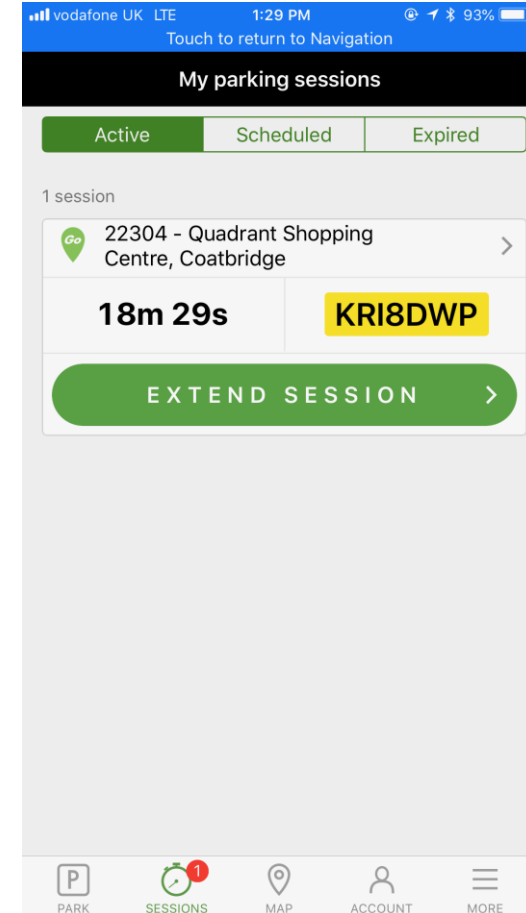 vodafone UK LTE 1:29 PM 93%
Touch to return to Navigation
My parking sessions
Active Scheduled Expired
1 session
Go 22304 - Quadrant Shopping
Centre, Coatbridge
18m 29s KRI8DWP
EXTEND SESSION
P 1
PARK SESSIONS MAP ACCOUNT MORE